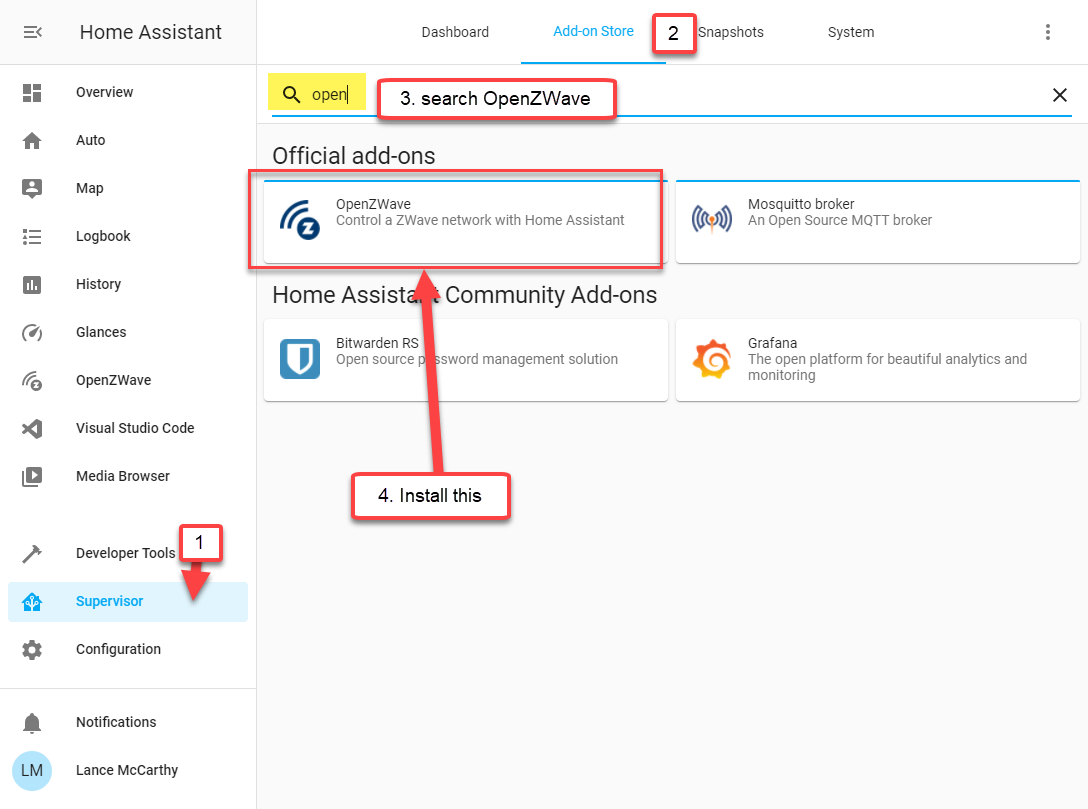 Home Assistant
Dashboard
Add-on Store
2
Snapshots
System
Overview
Auto
Map
Logbook
History
Glances
OpenZWave
Visual Studio Code
Media Browser
Developer Tools
1
Supervisor
Configuration
Notifications
LM
Lance McCarthy
open
3. search OpenZWave
Official add-ons
OpenZWave
Control a ZWave network with Home Assistant
Mosquitto broker
An Open Source MQTT broker
Home Assistant Community Add-ons
Bitwarden RS
Open source password management solution
Grafana
The open platform for beautiful analytics and
monitoring
4. Install this